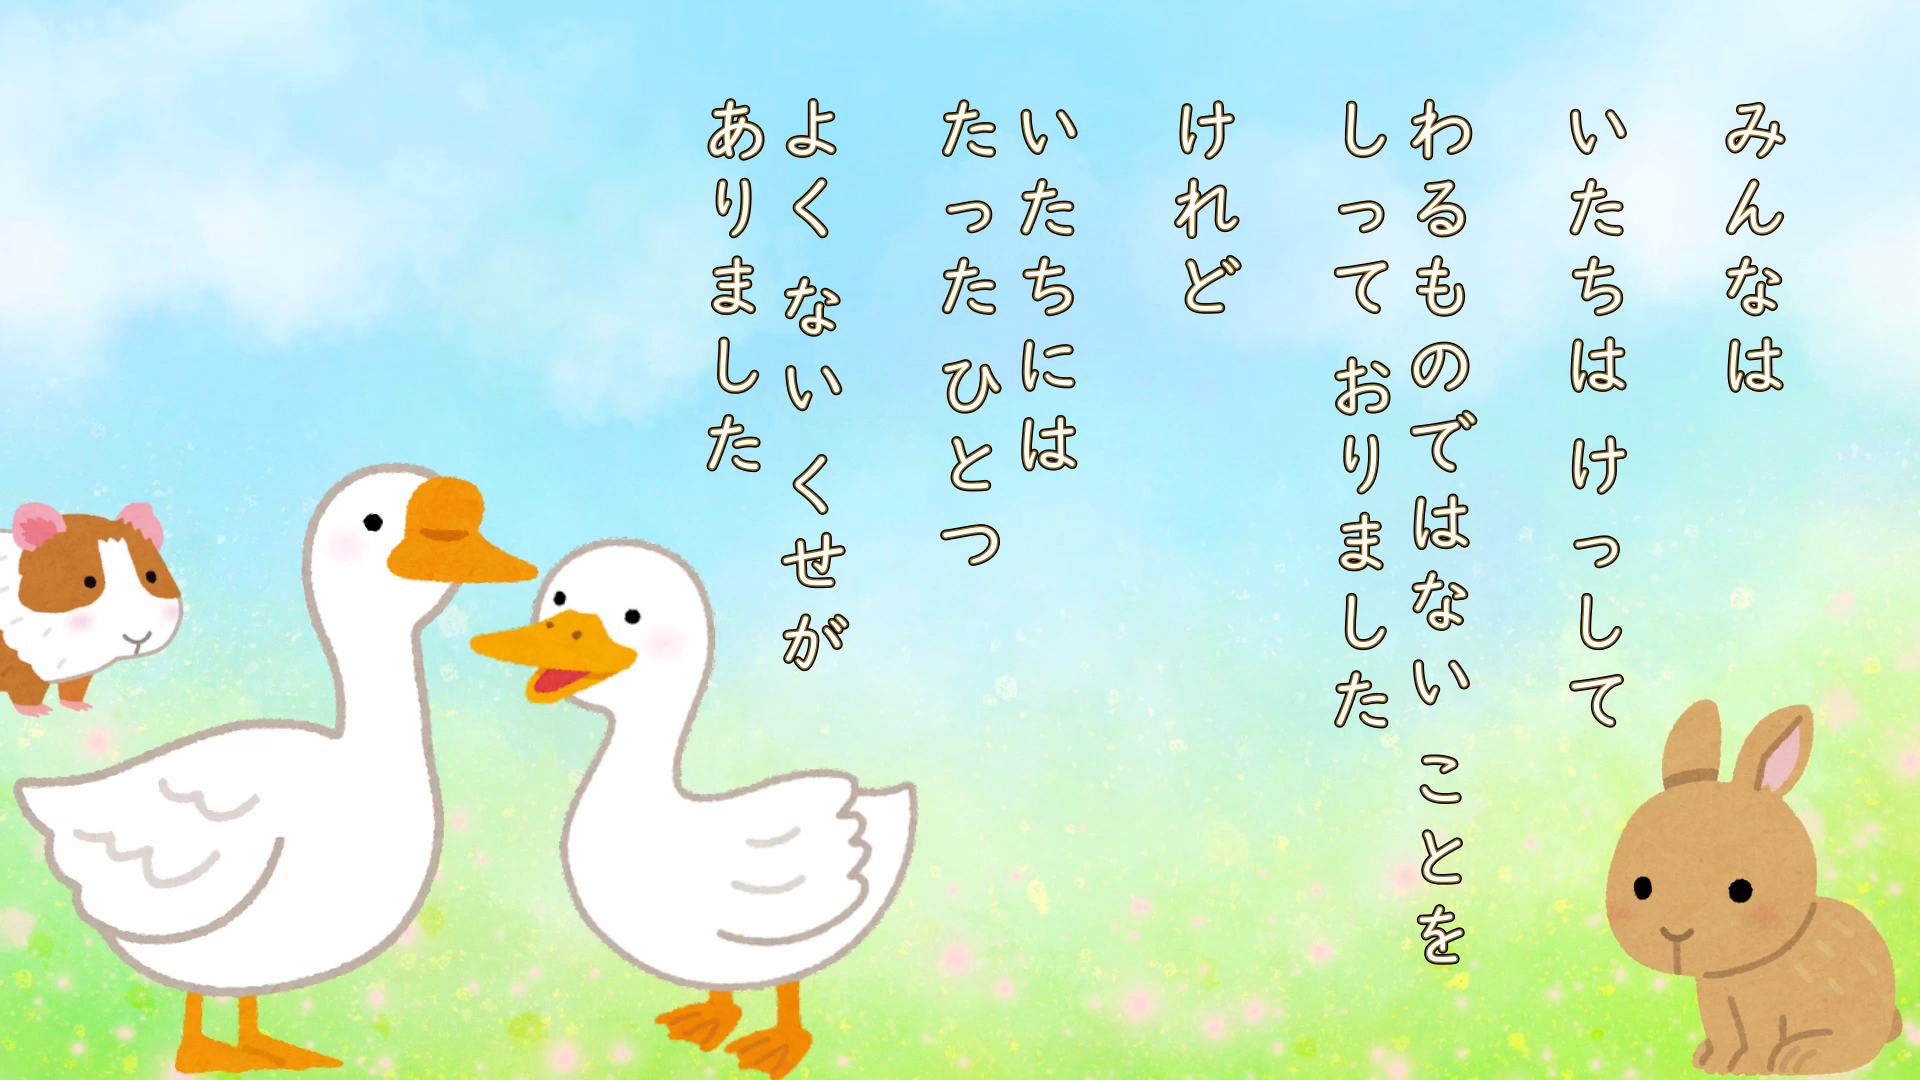 みんなは
いたちは けっして
わるものではない ことを
しって おりました
けれど
いたちには
たった ひとつ
よく ない くせが
ありました